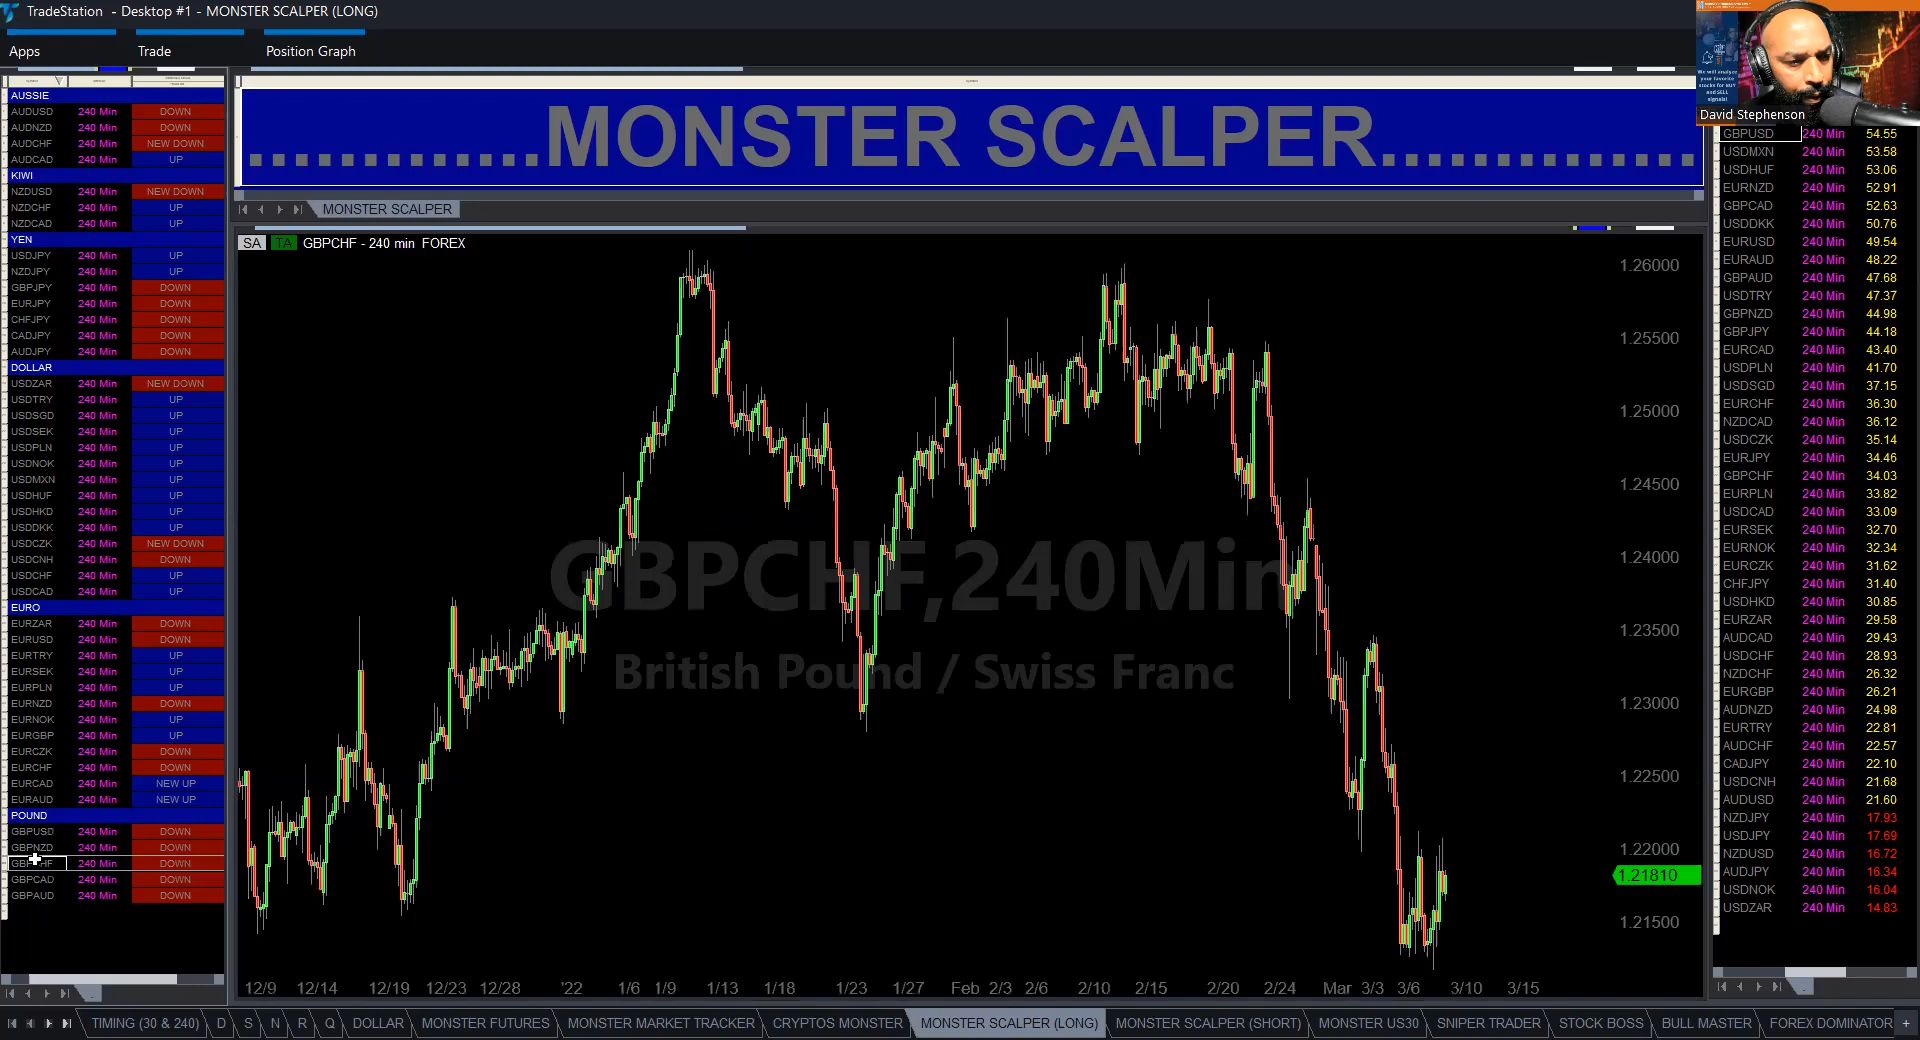 TradeStation - Desktop #1 - MONSTER SCALPER (LONG)
Apps Trade Position Graph
We will analyze
your favorite
stocks for BUY
and SELL
signals!
David Stephenson
.............MONSTER SCALPER..............
MONSTER SCALPER
SA TA GBPCHF - 240 min FOREX
AUSSIE
AUDUSD 240 Min DOWN
AUDNZD 240 Min DOWN
AUDCHF 240 Min NEW DOWN
AUDCAD 240 Min UP
KIWI
NZDUSD 240 Min NEW DOWN
NZDCHF 240 Min UP
NZDCAD 240 Min UP
YEN
USDJPY 240 Min UP
NZDJPY 240 Min UP
GBPJPY 240 Min DOWN
EURJPY 240 Min DOWN
CHFJPY 240 Min DOWN
CADJPY 240 Min DOWN
AUDJPY 240 Min DOWN
DOLLAR
USDZAR 240 Min NEW DOWN
USDTRY 240 Min UP
USDSGD 240 Min UP
USDSEK 240 Min UP
USDPLN 240 Min UP
USDNOK 240 Min UP
USDMXN 240 Min UP
USDHUF 240 Min UP
USDHKD 240 Min UP
USDDKK 240 Min UP
USDCZK 240 Min NEW DOWN
USDCNH 240 Min DOWN
USDCHF 240 Min UP
USDCAD 240 Min UP
EURO
EURZAR 240 Min DOWN
EURUSD 240 Min DOWN
EURTRY 240 Min UP
EURSEK 240 Min UP
EURPLN 240 Min UP
EURNZD 240 Min DOWN
EURNOK 240 Min UP
EURGBP 240 Min UP
EURCZK 240 Min DOWN
EURCHF 240 Min DOWN
EURCAD 240 Min NEW UP
EURAUD 240 Min NEW UP
POUND
GBPUSD 240 Min DOWN
GBPNZD 240 Min DOWN
GBPCHF 240 Min DOWN
GBPCAD 240 Min DOWN
GBPAUD 240 Min DOWN
GBPCHF,240Min
British Pound / Swiss Franc
1.26000
1.25500
1.25000
1.24500
1.24000
1.23500
1.23000
1.22500
1.22000
1.21810
1.21500
12/9 12/14 12/19 12/23 12/28 '22 1/6 1/9 1/13 1/18 1/23 1/27 Feb 2/3 2/6 2/10 2/15 2/20 2/24 Mar 3/3 3/6 3/10 3/15
GBPUSD 240 Min 54.55
USDMXN 240 Min 53.58
USDHUF 240 Min 53.06
EURNZD 240 Min 52.91
GBPCAD 240 Min 52.63
USDDKK 240 Min 50.76
EURUSD 240 Min 49.54
EURAUD 240 Min 48.22
GBPAUD 240 Min 47.68
USDTRY 240 Min 47.37
GBPNZD 240 Min 44.98
GBPJPY 240 Min 44.18
EURCAD 240 Min 43.40
USDPLN 240 Min 41.70
USDSGD 240 Min 37.15
EURCHF 240 Min 36.30
NZDCAD 240 Min 36.12
USDCZK 240 Min 35.14
EURJPY 240 Min 34.46
GBPCHF 240 Min 34.03
EURPLN 240 Min 33.82
USDCAD 240 Min 33.09
EURSEK 240 Min 32.70
EURNOK 240 Min 32.34
EURCZK 240 Min 31.62
CHFJPY 240 Min 31.40
USDHKD 240 Min 30.85
EURZAR 240 Min 29.58
AUDCAD 240 Min 29.43
USDCHF 240 Min 28.93
NZDCHF 240 Min 26.32
EURGBP 240 Min 26.21
AUDNZD 240 Min 24.98
EURTRY 240 Min 22.81
AUDCHF 240 Min 22.57
CADJPY 240 Min 22.10
USDCNH 240 Min 21.68
AUDUSD 240 Min 21.60
NZDJPY 240 Min 17.93
USDJPY 240 Min 17.69
NZDUSD 240 Min 16.72
AUDJPY 240 Min 16.34
USDNOK 240 Min 16.04
USDZAR 240 Min 14.83
TIMING (30 & 240) D S N R Q DOLLAR MONSTER FUTURES MONSTER MARKET TRACKER CRYPTOS MONSTER MONSTER SCALPER (LONG) MONSTER SCALPER (SHORT) MONSTER US30 SNIPER TRADER STOCK BOSS BULL MASTER FOREX DOMINATOR +